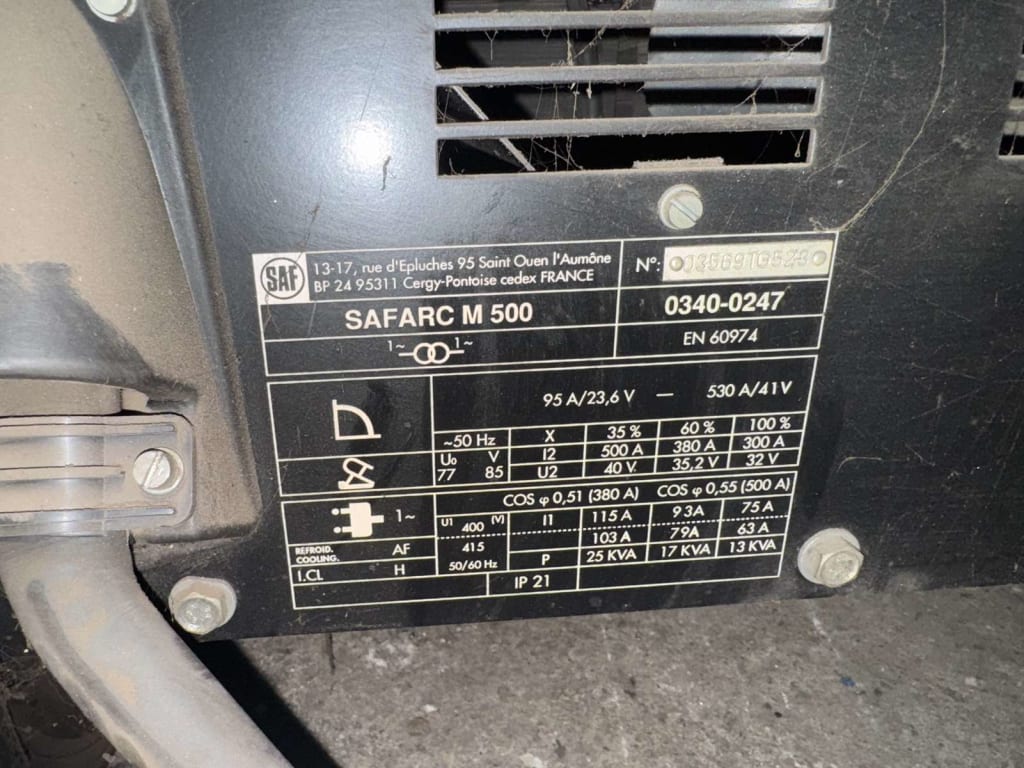 SAF
13-17, rue d'Epluches 95 Saint Ouen l'Aumône
BP 24 95311 Cergy-Pontoise cedex FRANCE
N°:
SAFARC M 500
0340-0247
1~ 1~
EN 60974
95 A/23,6 V — 530 A/41V
~50 Hz X 35 % 60 % 100 %
U₀ V I2 500 A 380 A 300 A
77 85 U2 40 V 35,2 V 32 V
COS φ 0,51 (380 A) COS φ 0,55 (500 A)
1~ U1 400 (V) I1 115 A 93A 75 A
REFROID. COOLING. AF 415 103 A 79A 63 A
I.CL H 50/60 Hz P 25 KVA 17 KVA 13 KVA
IP 21